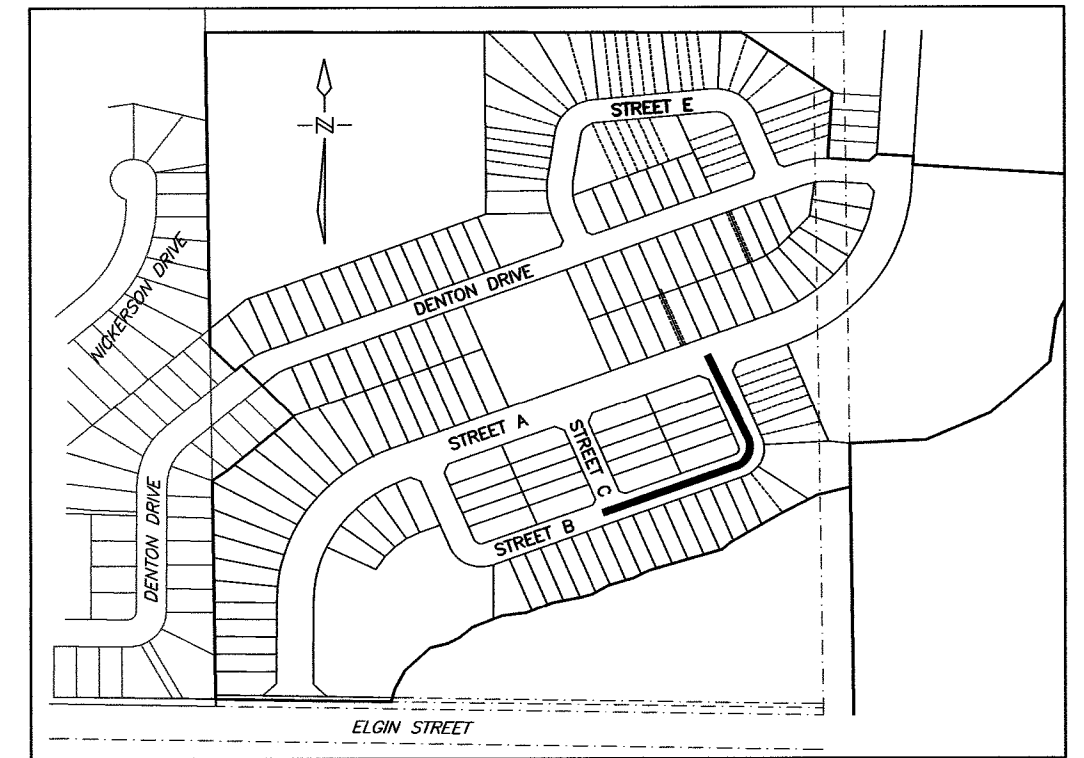 STREET E
N
NICKERSON DRIVE
DENTON DRIVE
STREET A
STREET C
STREET B
DENTON DRIVE
ELGIN STREET